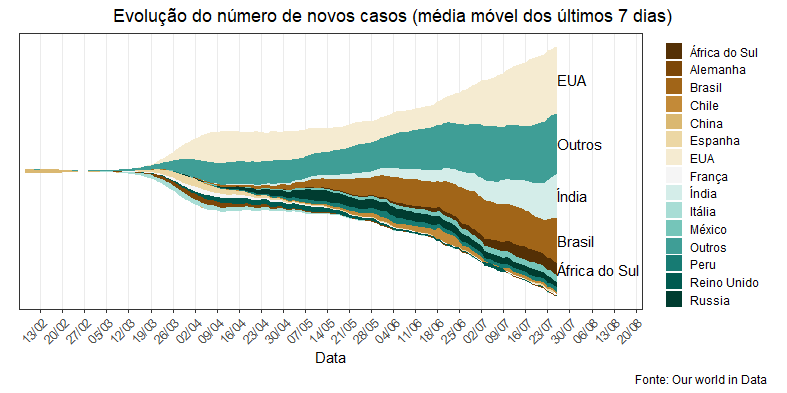 Evolução do número de novos casos (média móvel dos últimos 7 dias)
EUA
Outros
Índia
Brasil
África do Sul
África do Sul
Alemanha
Brasil
Chile
China
Espanha
EUA
França
Índia
Itália
México
Outros
Peru
Reino Unido
Russia
13/02 20/02 27/02 05/03 12/03 19/03 26/03 02/04 09/04 16/04 23/04 30/04 07/05 14/05 21/05 28/05 04/06 11/06 18/06 25/06 02/07 09/07 16/07 23/07 30/07 06/08 13/08 20/08
Data
Fonte: Our world in Data